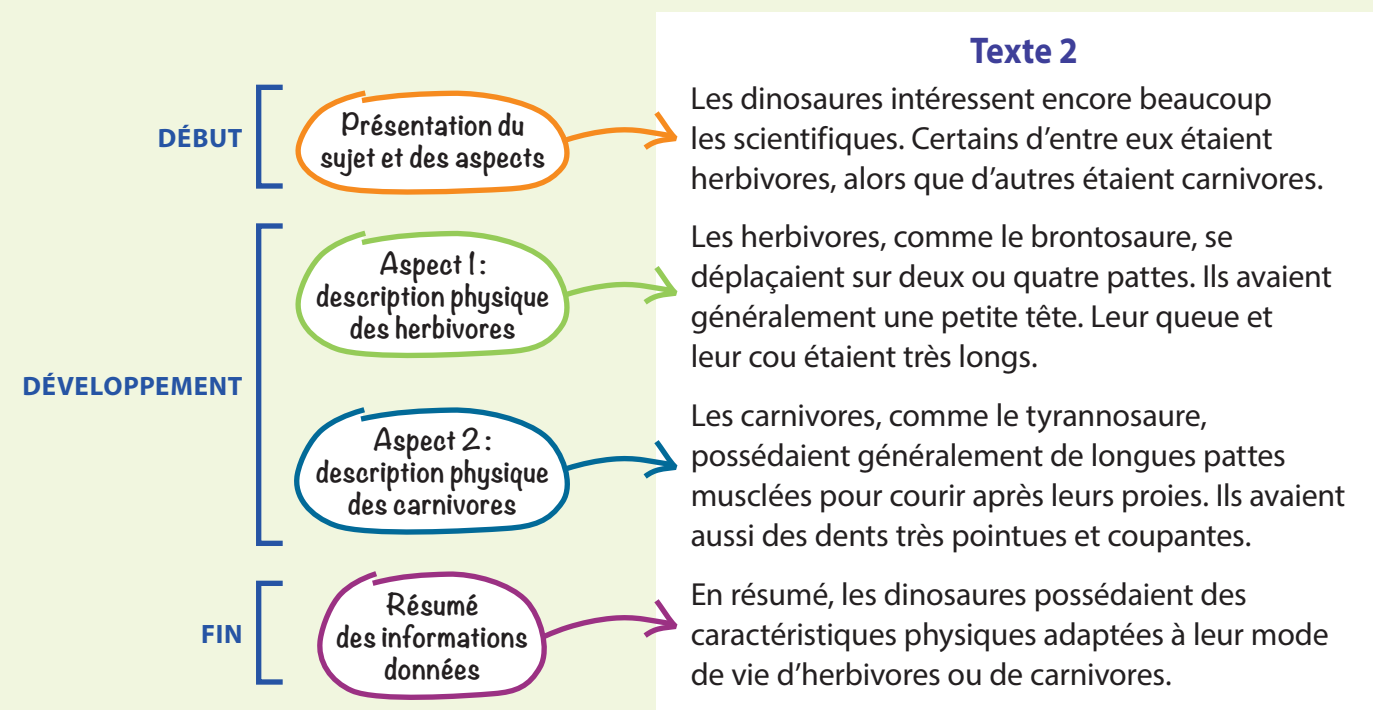 Texte 2
DÉBUT
Présentation du
sujet et des aspects
Les dinosaures intéressent encore beaucoup
les scientifiques. Certains d'entre eux étaient
herbivores, alors que d'autres étaient carnivores.
DÉVELOPPEMENT
Aspect 1 :
description physique
des herbivores
Les herbivores, comme le brontosaure, se
déplaçaient sur deux ou quatre pattes. Ils avaient
généralement une petite tête. Leur queue et
leur cou étaient très longs.
Aspect 2 :
description physique
des carnivores
Les carnivores, comme le tyrannosaure,
possédaient généralement de longues pattes
musclées pour courir après leurs proies. Ils avaient
aussi des dents très pointues et coupantes.
FIN
Résumé
des informations
données
En résumé, les dinosaures possédaient des
caractéristiques physiques adaptées à leur mode
de vie d'herbivores ou de carnivores.